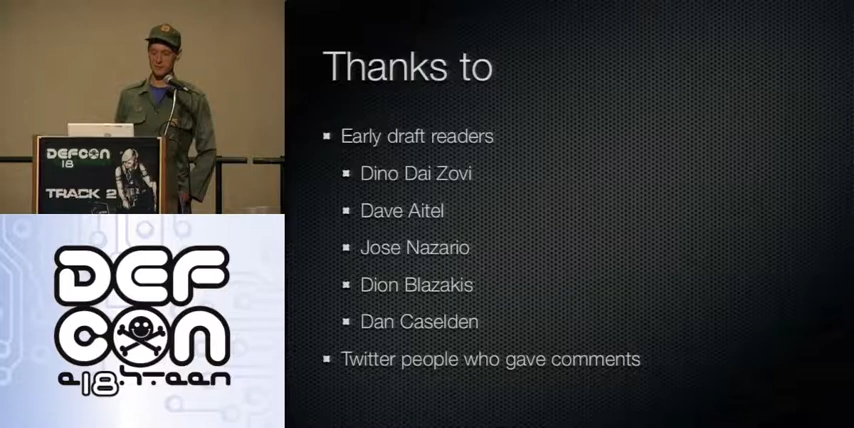 DEFCON
18
TRACK 2
DEF
CON
e18hteen
Thanks to
Early draft readers
Dino Dai Zovi
Dave Aitel
Jose Nazario
Dion Blazakis
Dan Caselden
Twitter people who gave comments